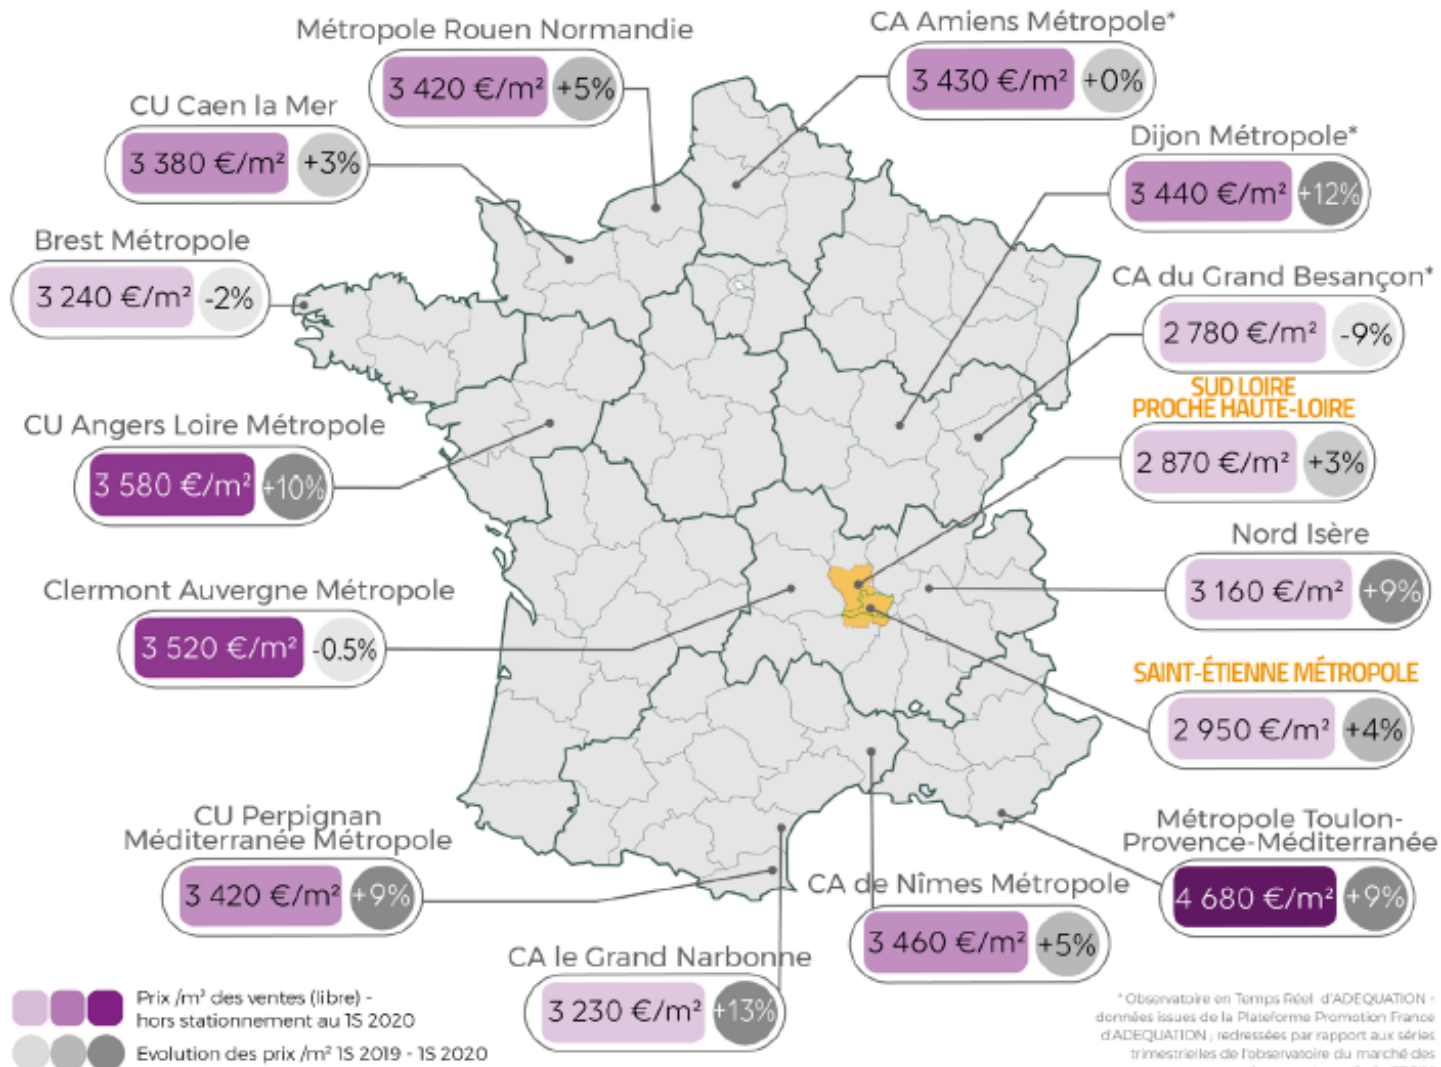 Métropole Rouen Normandie
3 420 €/m² +5%
CA Amiens Métropole*
3 430 €/m² +0%
CU Caen la Mer
3 380 €/m² +3%
Dijon Métropole*
3 440 €/m² +12%
Brest Métropole
3 240 €/m² -2%
CA du Grand Besançon*
2 780 €/m² -9%
SUD LOIRE
PROCHE HAUTE-LOIRE
2 870 €/m² +3%
CU Angers Loire Métropole
3 580 €/m² +10%
Nord Isère
3 160 €/m² +9%
Clermont Auvergne Métropole
3 520 €/m² -0.5%
SAINT-ÉTIENNE MÉTROPOLE
2 950 €/m² +4%
CU Perpignan
Méditerranée Métropole
3 420 €/m² +9%
Métropole Toulon-
Provence-Méditerranée
4 680 €/m² +9%
CA de Nîmes Métropole
3 460 €/m² +5%
CA le Grand Narbonne
3 230 €/m² +13%
Prix /m² des ventes (libre) -
hors stationnement au 1S 2020
Evolution des prix /m² 1S 2019 - 1S 2020
* Observatoire en Temps Réel d'ADEQUATION -
données issues de la Plateforme Promotion France
d'ADEQUATION ; redressées par rapport aux séries
trimestrielles de l'observatoire du marché des